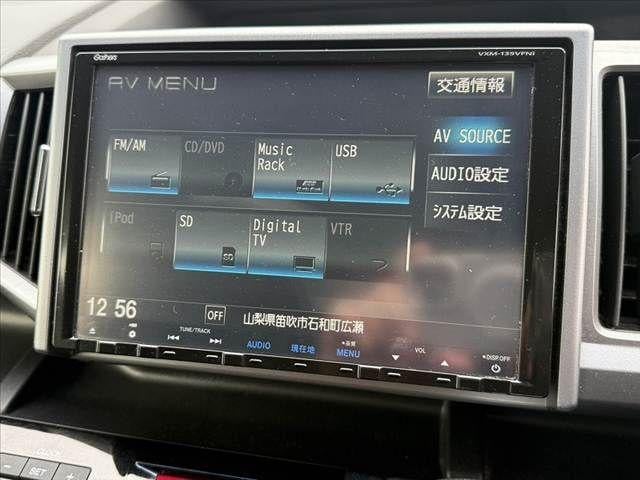 Gathers
VXM-135VFNi
AV MENU
交通情報
FM/AM
CD/DVD
Music Rack
USB
AV SOURCE
AUDIO設定
iPod
SD
Digital TV
VTR
システム設定
SD
12 56
OFF
山梨県笛吹市石和町広瀬
TUNE/TRACK
AUDIO
現在地
MENU
VOL
DISP.OFF
CLOCK
− SET +